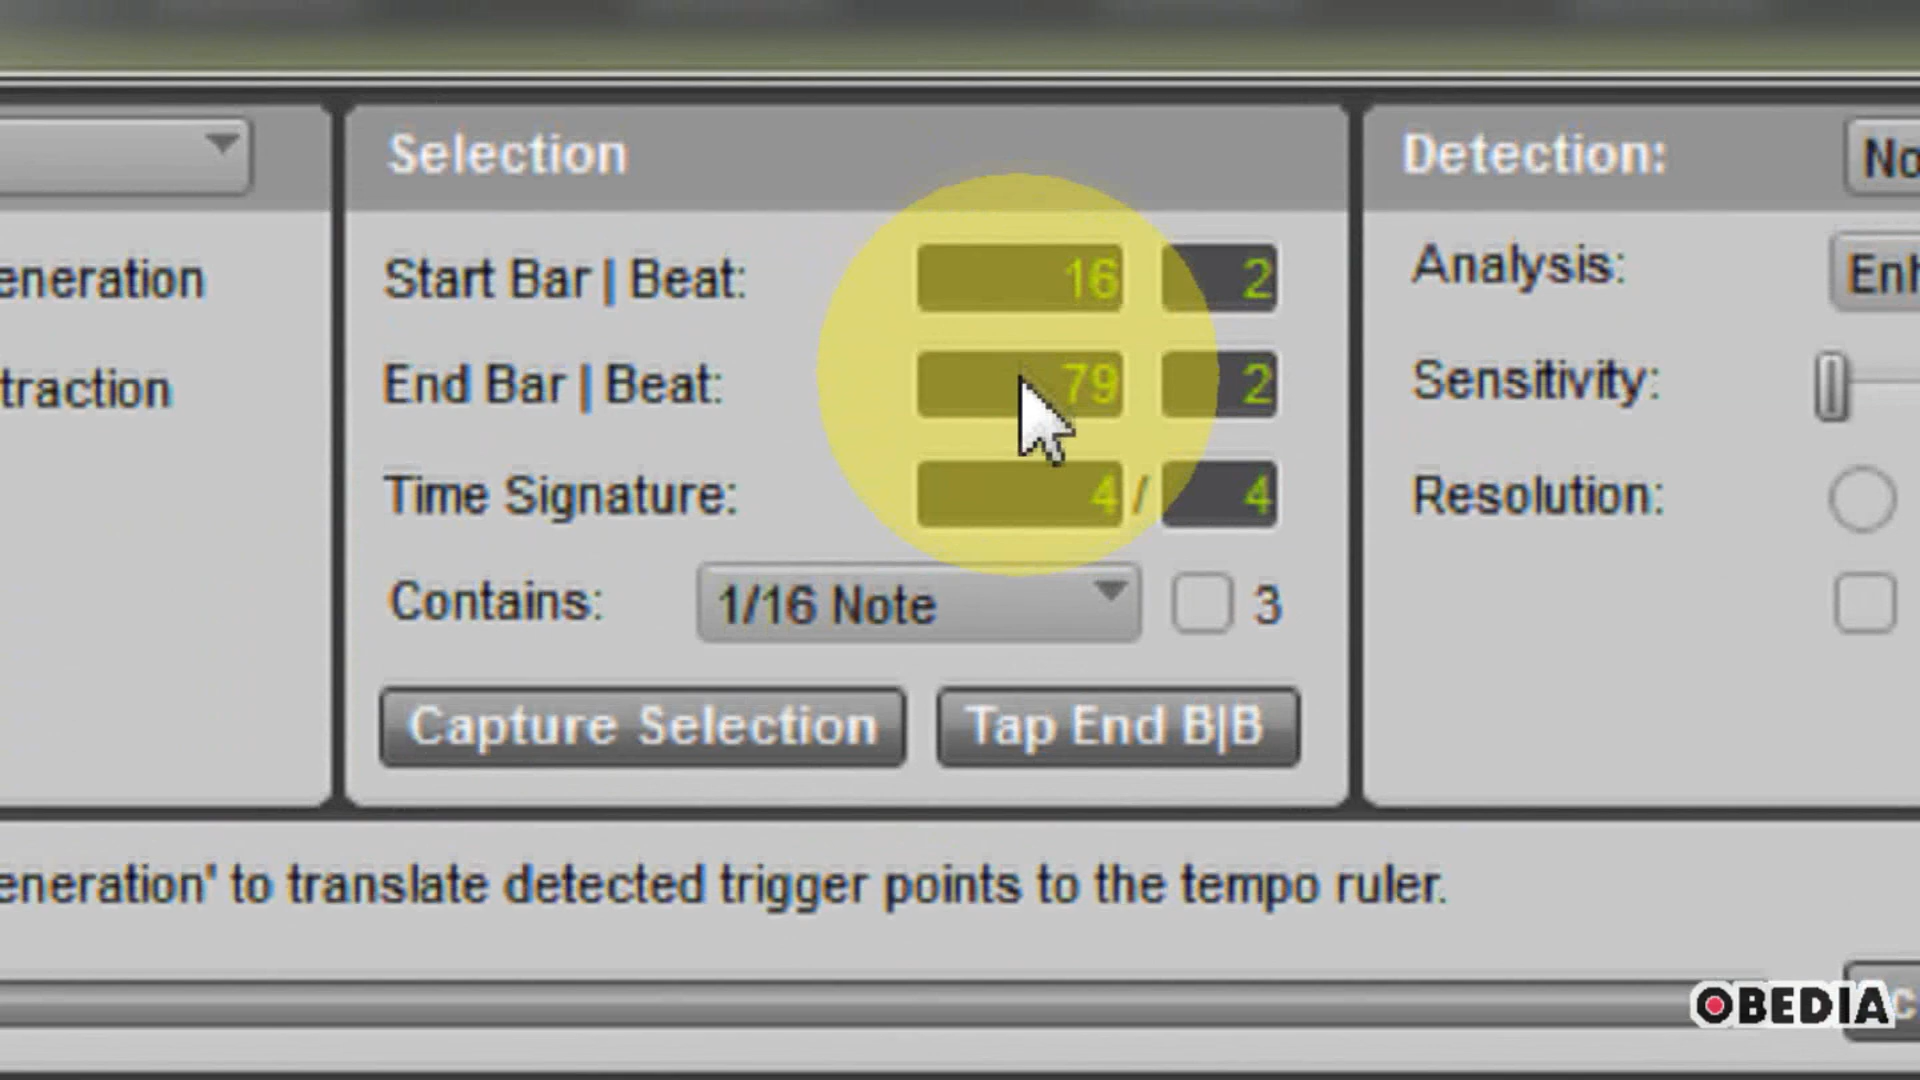 Selection
Detection:
No
eneration
Start Bar | Beat: 16 2
Analysis:
Enh
traction
End Bar | Beat: 79 2
Sensitivity:
Time Signature: 4 / 4
Resolution:
Contains: 1/16 Note 3
Capture Selection
Tap End B|B
eneration' to translate detected trigger points to the tempo ruler.
OBEDIA